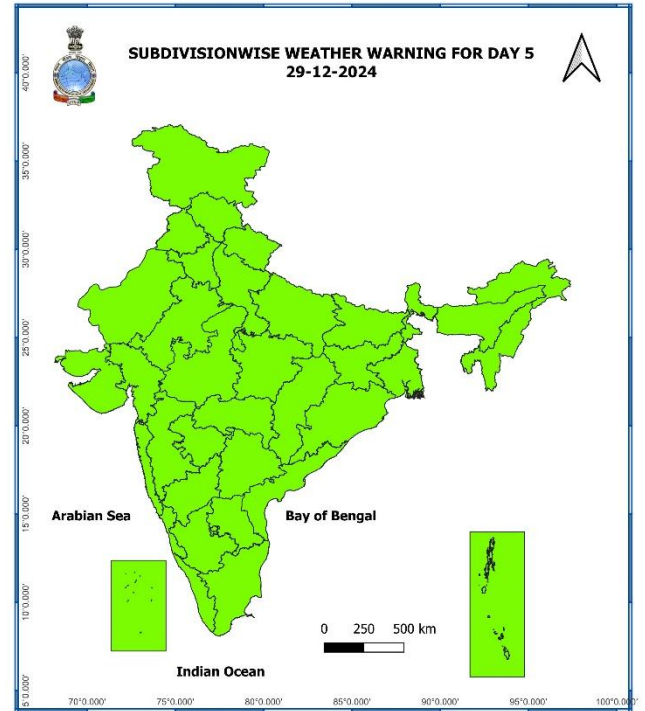 SUBDIVISIONWISE WEATHER WARNING FOR DAY 5
29-12-2024
40°0.000'
35°0.000'
30°0.000'
25°0.000'
20°0.000'
15°0.000'
10°0.000'
5°0.000'
Arabian Sea
Bay of Bengal
0 250 500 km
Indian Ocean
70°0.000' 75°0.000' 80°0.000' 85°0.000' 90°0.000' 95°0.000' 100°0.000'